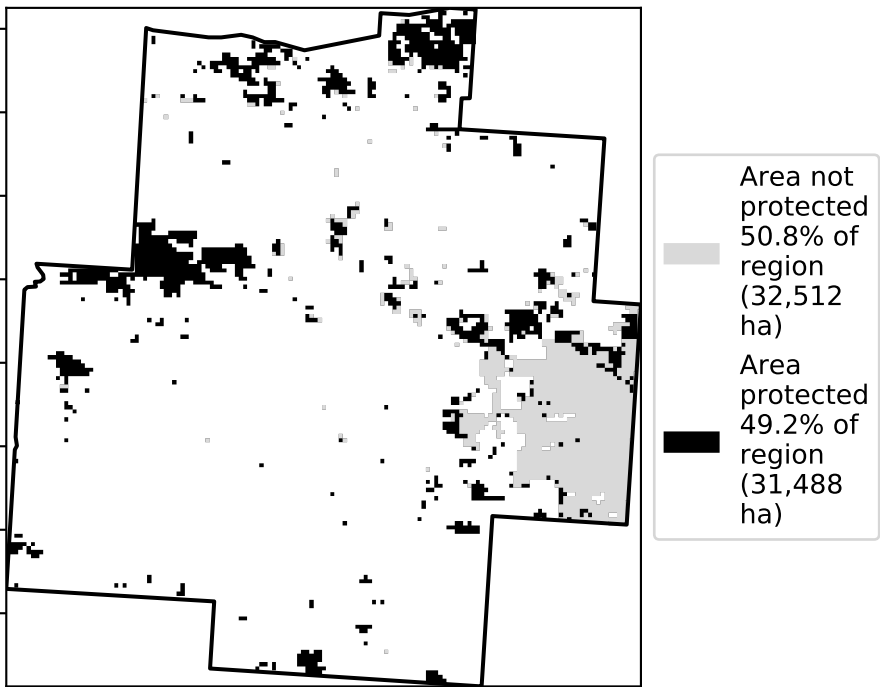 Area not
protected
50.8% of
region
(32,512
ha)
Area
protected
49.2% of
region
(31,488
ha)